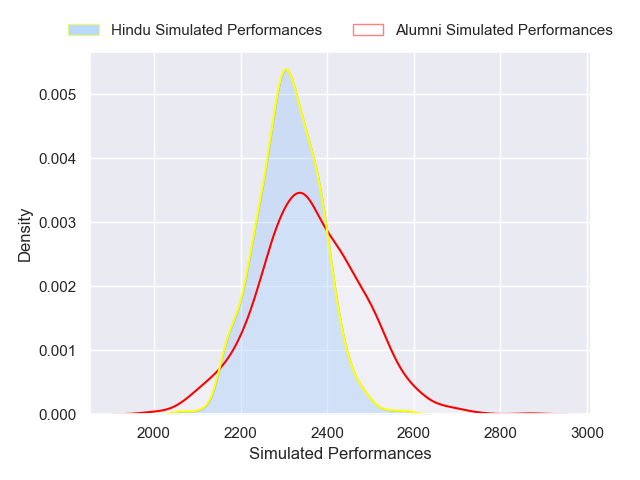 Hindu Simulated Performances Alumni Simulated Performances
0.005
0.004
0.003
0.002
0.001
0.000
Density
2000 2200 2400 2600 2800 3000
Simulated Performances